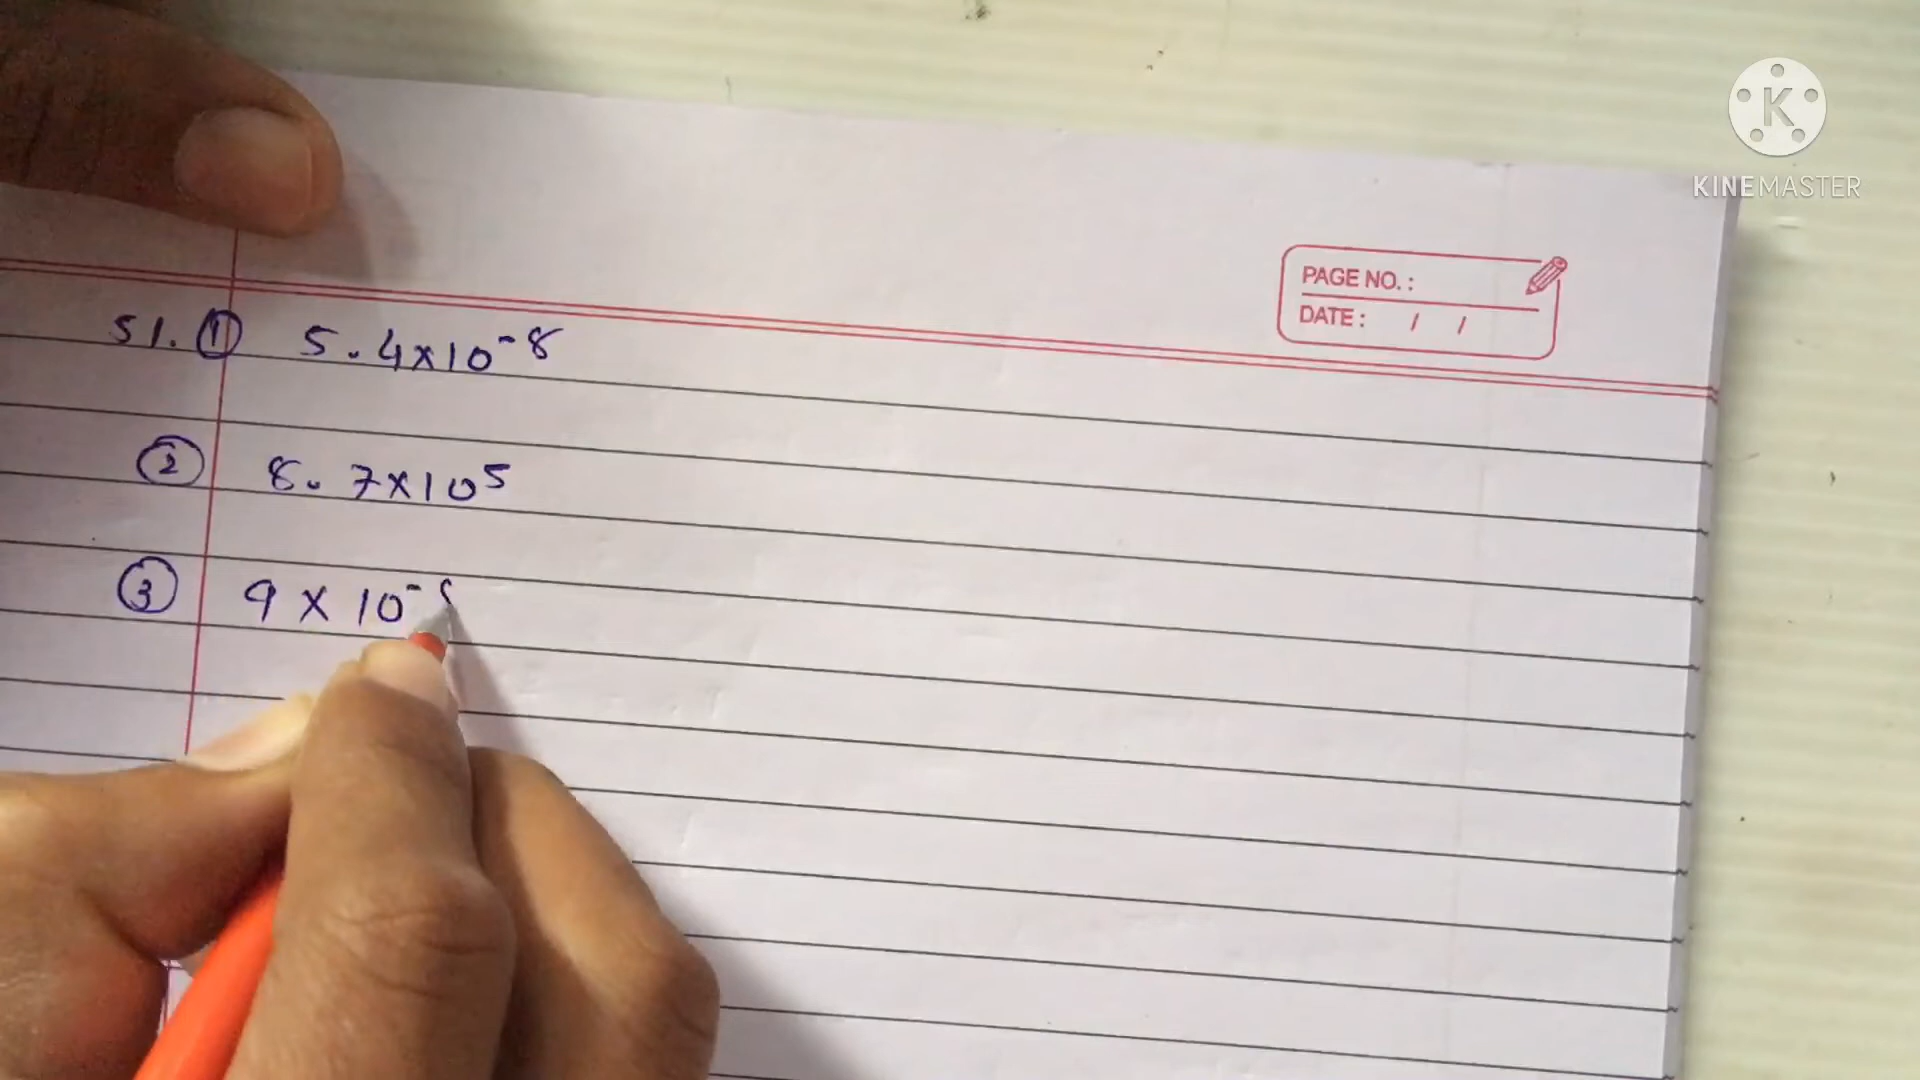 KINEMASTER
PAGE NO. :
DATE : / /
51. ① 5.4×10⁻⁸
② 8.7×10⁵
③ 9×10⁻